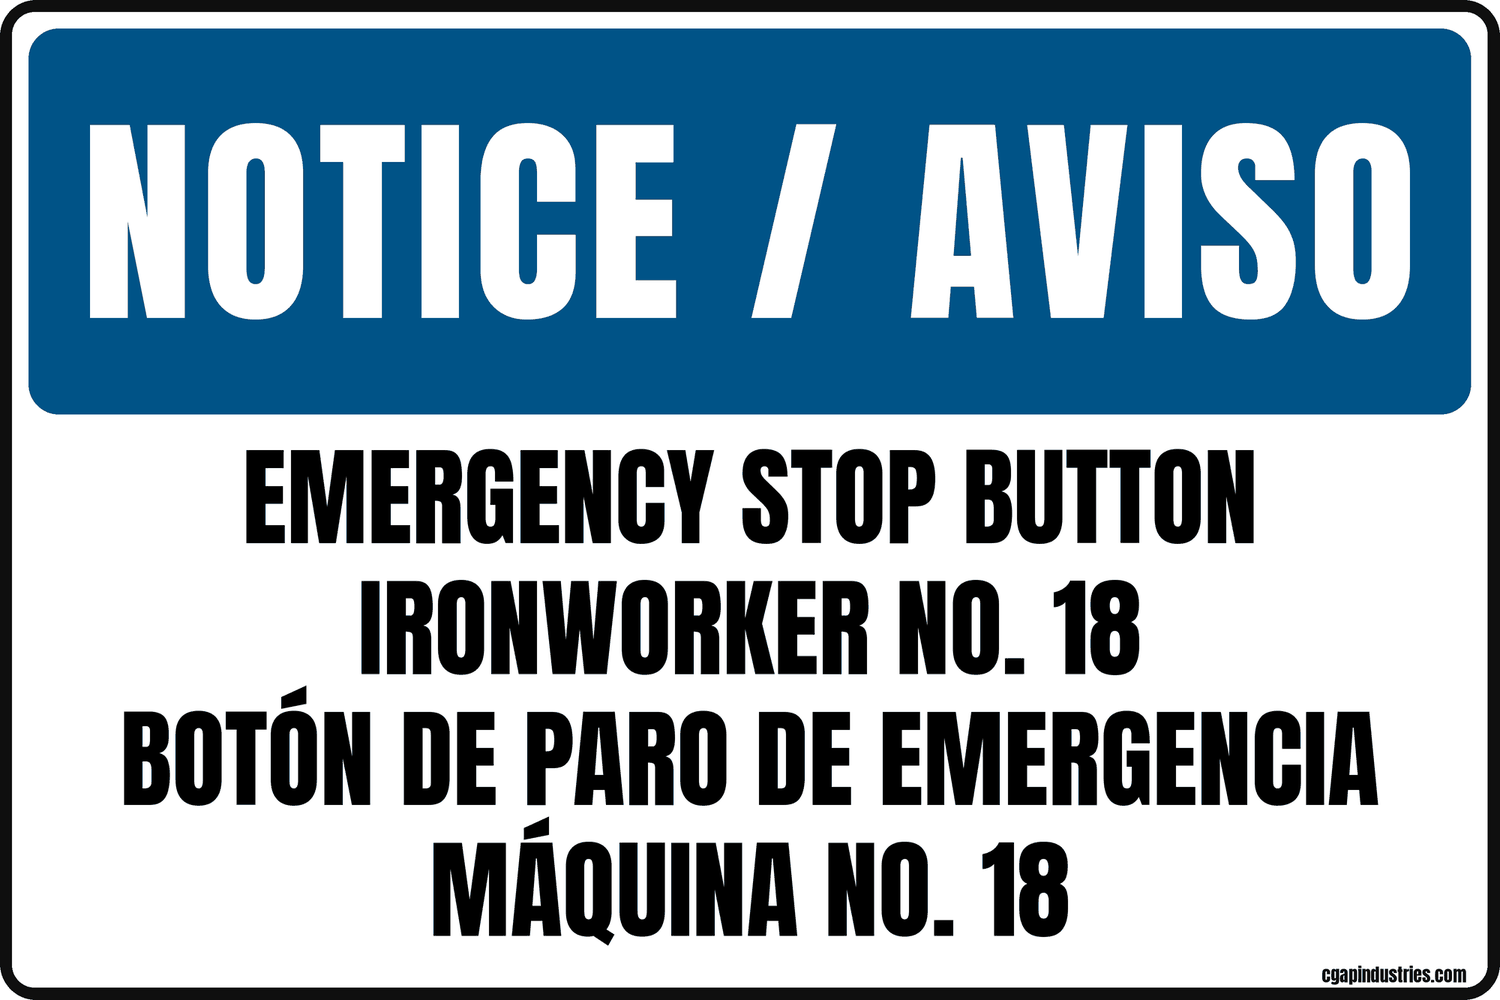 NOTICE / AVISO
EMERGENCY STOP BUTTON
IRONWORKER NO. 18
BOTÓN DE PARO DE EMERGENCIA
MÁQUINA NO. 18
cgapindustries.com